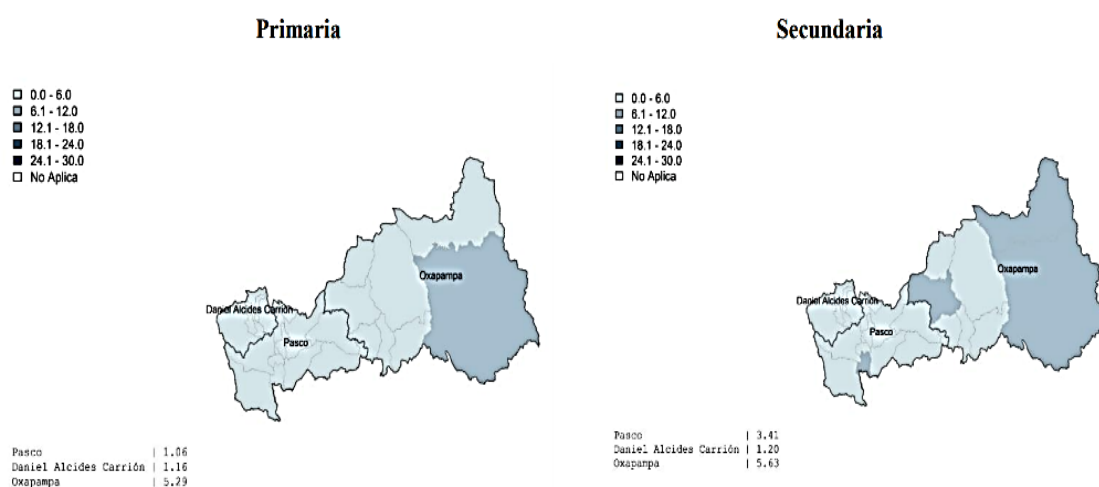 Primaria
0.0 - 6.0
6.1 - 12.0
12.1 - 18.0
18.1 - 24.0
24.1 - 30.0
No Aplica
Oxapampa
Daniel Alcides Carrión
Pasco
Pasco | 1.06
Daniel Alcides Carrión | 1.16
Oxapampa | 5.29
Secundaria
0.0 - 6.0
6.1 - 12.0
12.1 - 18.0
18.1 - 24.0
24.1 - 30.0
No Aplica
Oxapampa
Daniel Alcides Carrión
Pasco
Pasco | 3.41
Daniel Alcides Carrión | 1.20
Oxapampa | 5.63